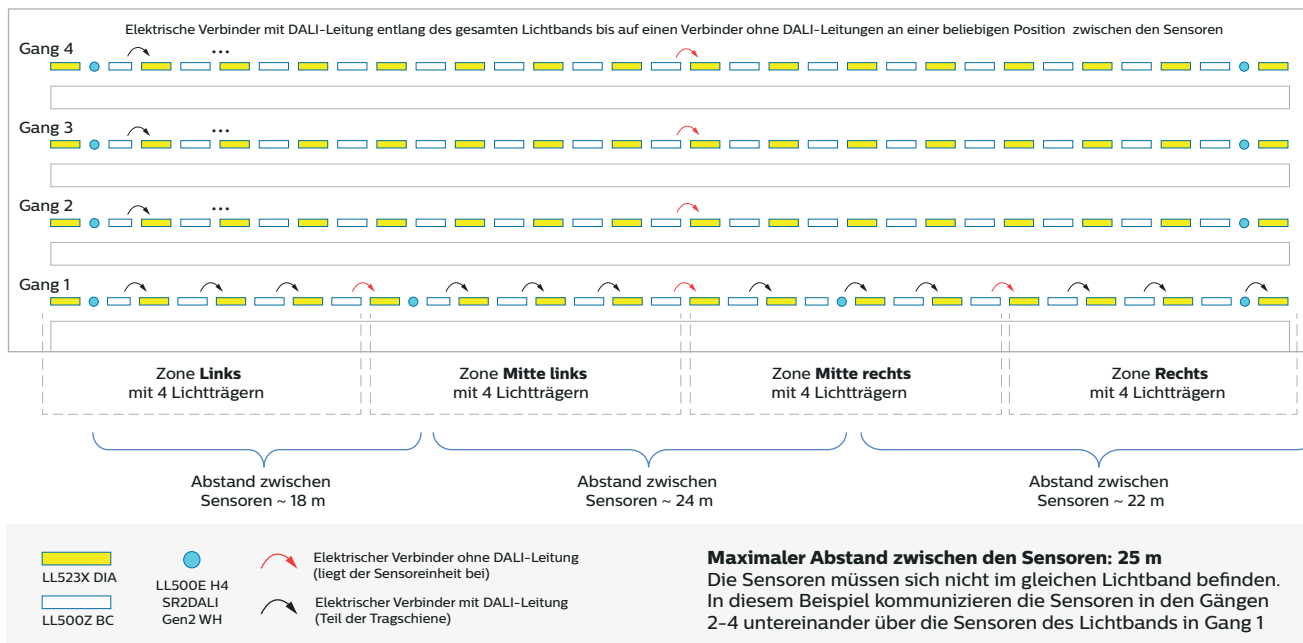 Elektrische Verbinder mit DALI-Leitung entlang des gesamten Lichtbands bis auf einen Verbinder ohne DALI-Leitungen an einer beliebigen Position zwischen den Sensoren
Gang 4
...
Gang 3
...
Gang 2
...
Gang 1
Zone Links
mit 4 Lichtträgern
Zone Mitte links
mit 4 Lichtträgern
Zone Mitte rechts
mit 4 Lichtträgern
Zone Rechts
mit 4 Lichtträgern
Abstand zwischen
Sensoren ~ 18 m
Abstand zwischen
Sensoren ~ 24 m
Abstand zwischen
Sensoren ~ 22 m
LL523X DIA
LL500Z BC
LL500E H4
SR2DALI
Gen2 WH
Elektrischer Verbinder ohne DALI-Leitung
(liegt der Sensoreinheit bei)
Elektrischer Verbinder mit DALI-Leitung
(Teil der Tragschiene)
Maximaler Abstand zwischen den Sensoren: 25 m
Die Sensoren müssen sich nicht im gleichen Lichtband befinden.
In diesem Beispiel kommunizieren die Sensoren in den Gängen
2-4 untereinander über die Sensoren des Lichtbands in Gang 1